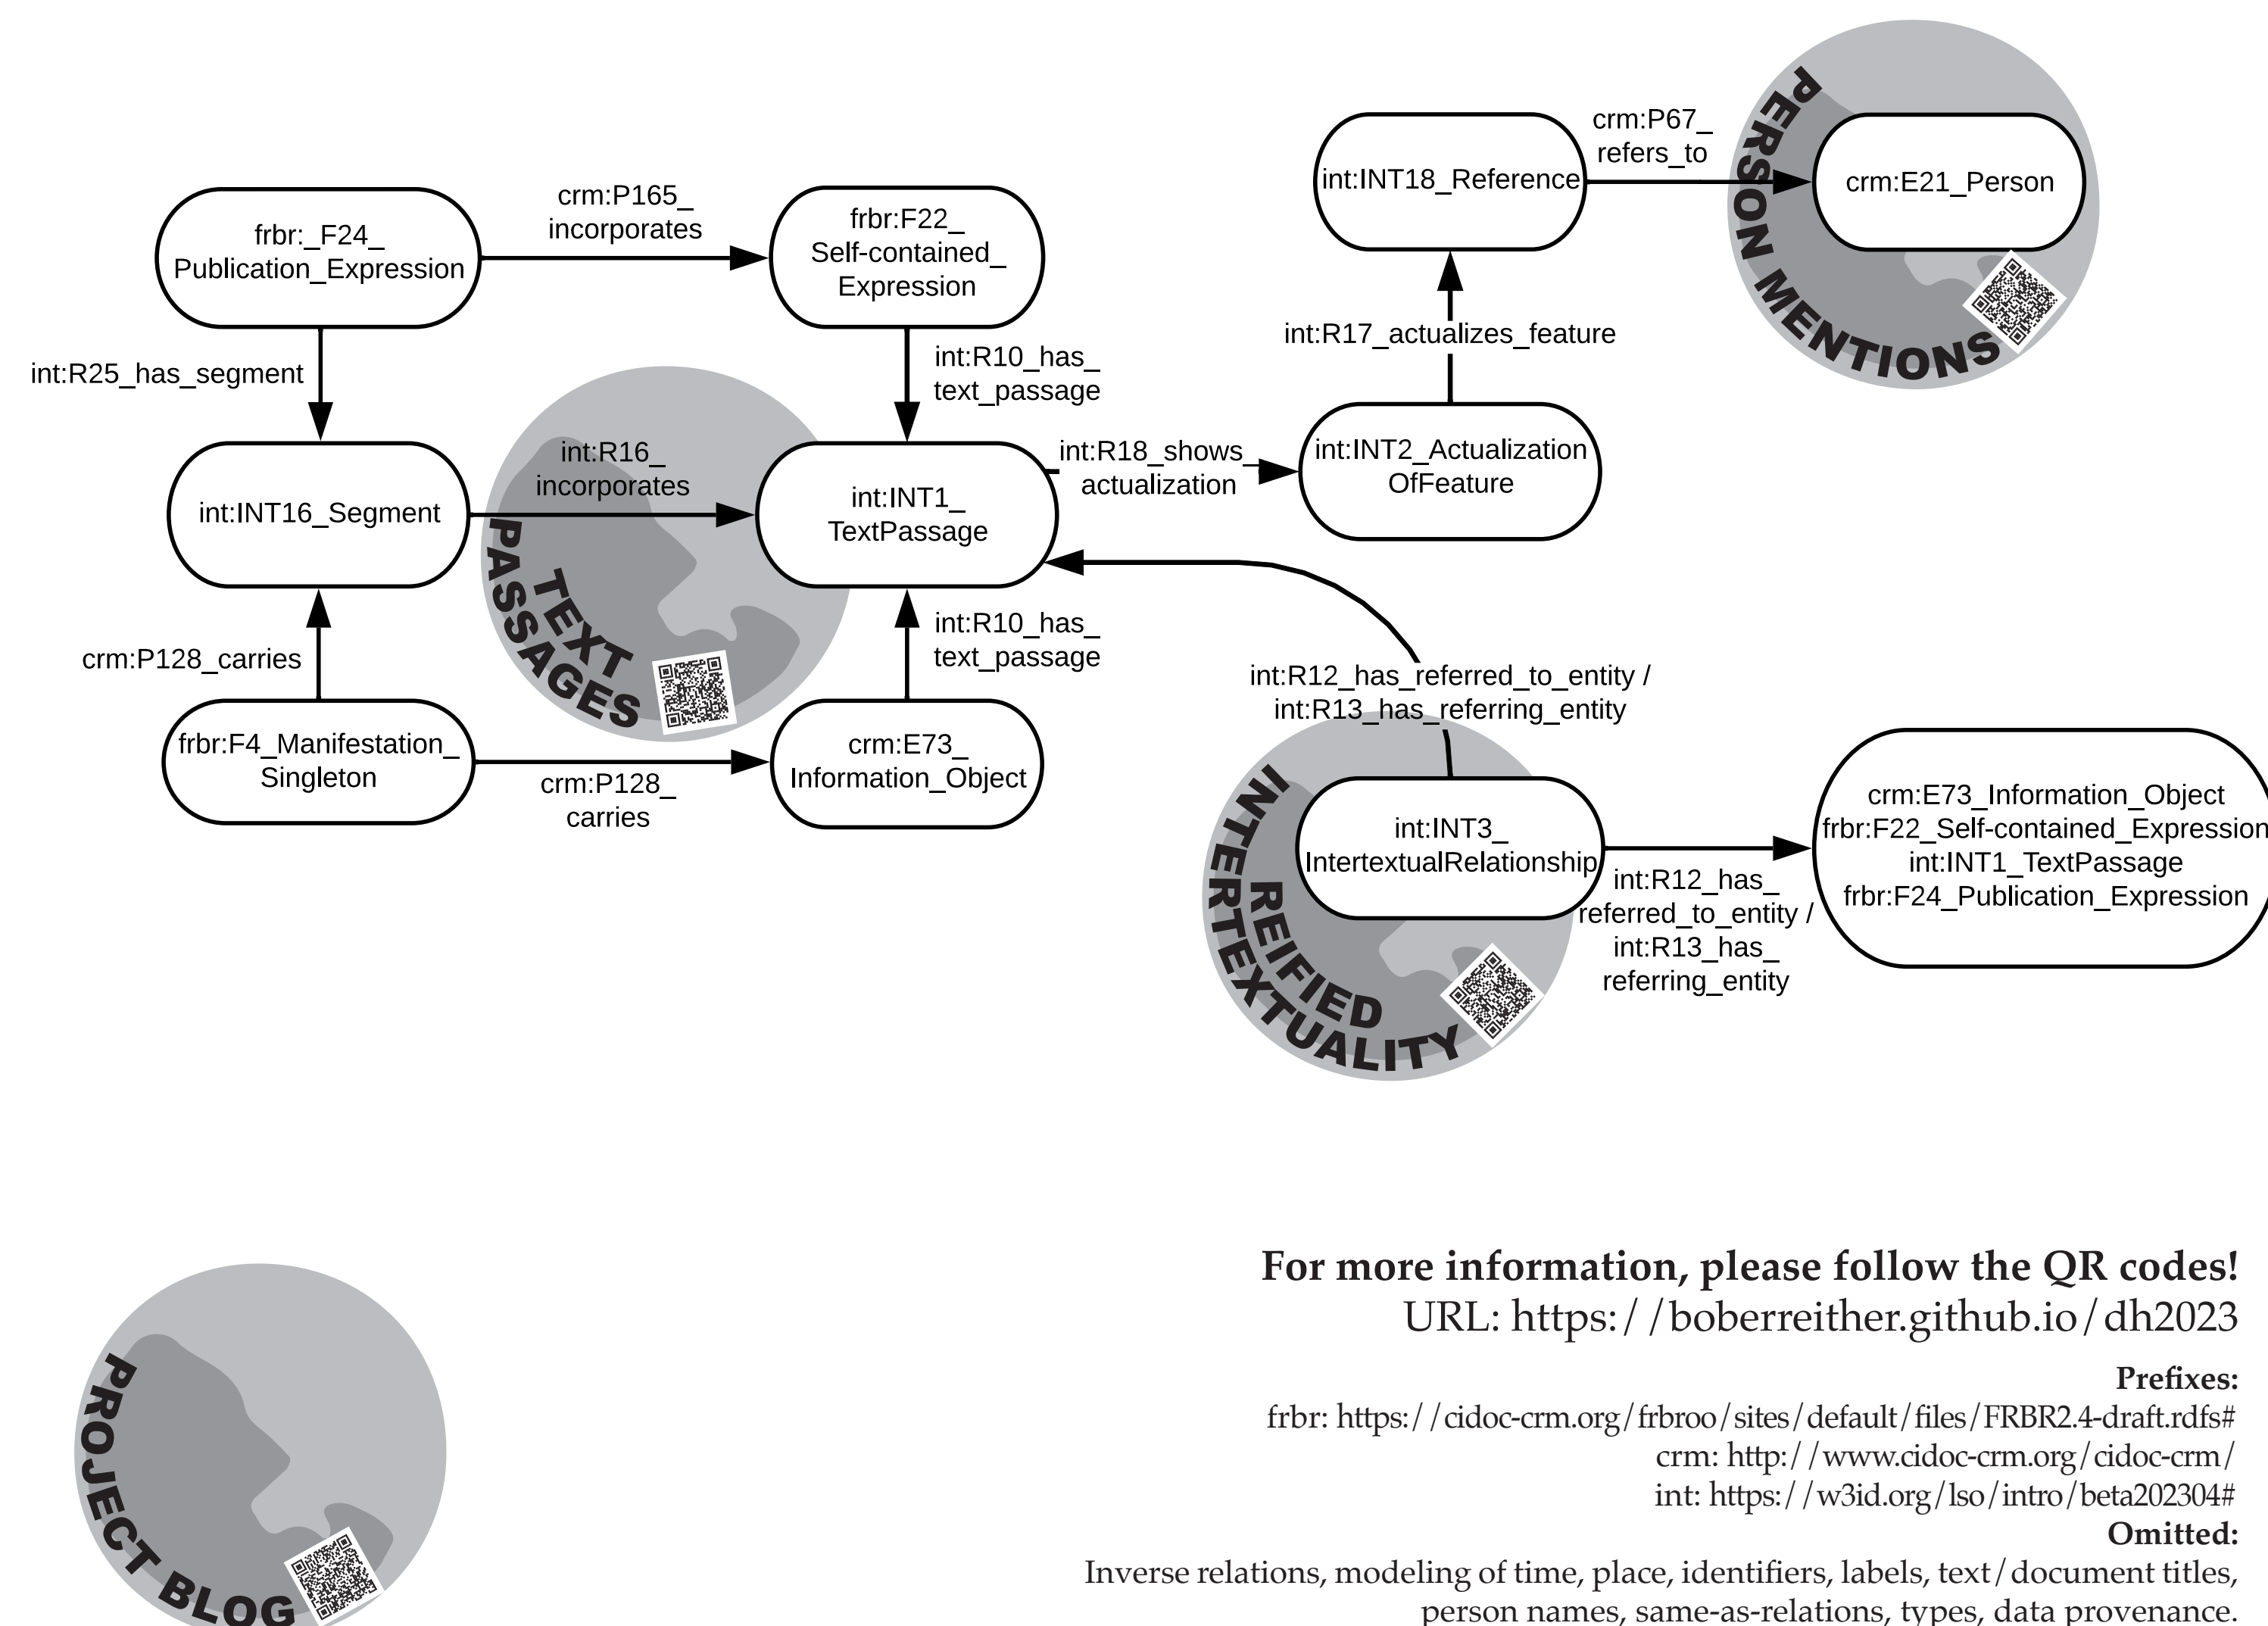 frbr:_F24_
Publication_Expression
crm:P165_
incorporates
frbr:F22_
Self-contained_
Expression
int:R25_has_segment
int:R10_has_
text_passage
int:INT16_Segment
int:R16_
incorporates
int:INT1_
TextPassage
TEXT
PASSAGES
crm:P128_carries
int:R10_has_
text_passage
frbr:F4_Manifestation_
Singleton
crm:P128_
carries
crm:E73_
Information_Object
int:R18_shows_
actualization
int:INT2_Actualization
OfFeature
int:R17_actualizes_feature
int:INT18_Reference
crm:P67_
refers_to
crm:E21_Person
PERSON MENTIONS
int:R12_has_referred_to_entity /
int:R13_has_referring_entity
int:INT3_
IntertextualRelationship
REIFIED
INTERTEXTUALITY
int:R12_has_
referred_to_entity /
int:R13_has_
referring_entity
crm:E73_Information_Object
frbr:F22_Self-contained_Expression
int:INT1_TextPassage
frbr:F24_Publication_Expression
PROJECT BLOG
For more information, please follow the QR codes!
URL: https://boberreither.github.io/dh2023
Prefixes:
frbr: https://cidoc-crm.org/frbroo/sites/default/files/FRBR2.4-draft.rdfs#
crm: http://www.cidoc-crm.org/cidoc-crm/
int: https://w3id.org/lso/intro/beta202304#
Omitted:
Inverse relations, modeling of time, place, identifiers, labels, text/document titles,
person names, same-as-relations, types, data provenance.